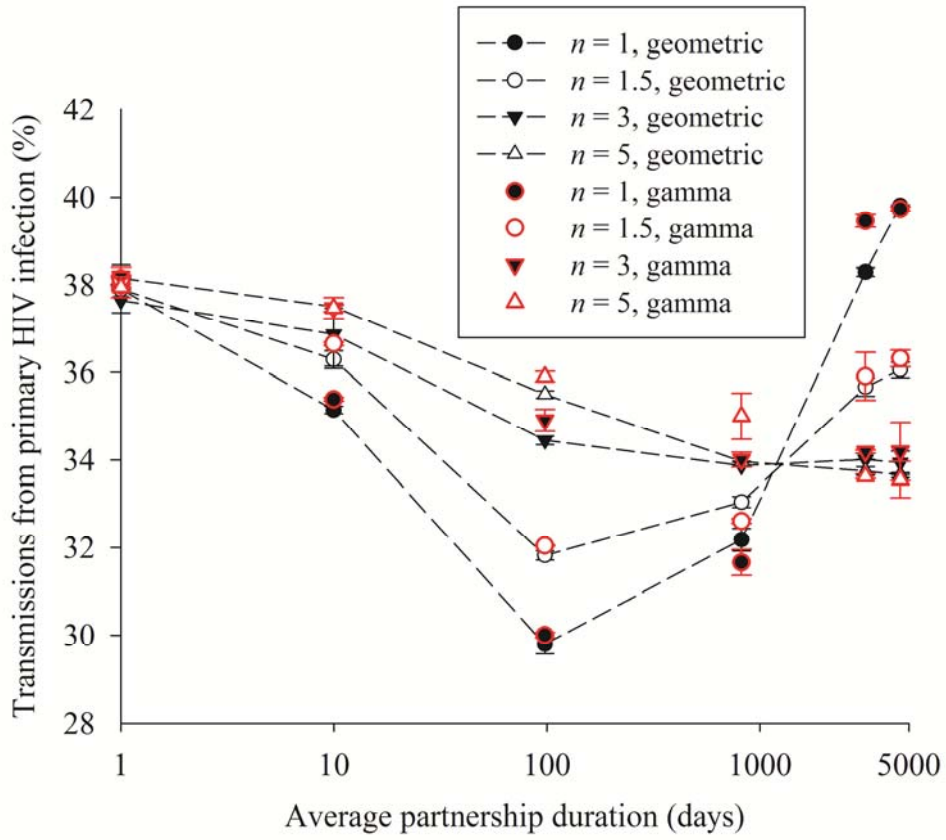 n = 1, geometric
n = 1.5, geometric
n = 3, geometric
n = 5, geometric
n = 1, gamma
n = 1.5, gamma
n = 3, gamma
n = 5, gamma
Transmissions from primary HIV infection (%)
42
40
38
36
34
32
30
28
1 10 100 1000 5000
Average partnership duration (days)